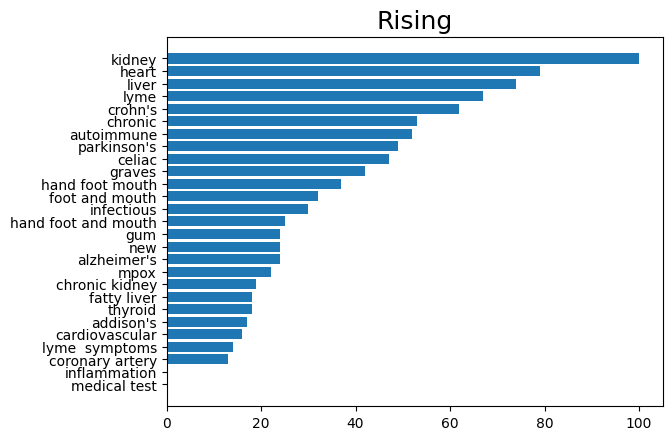 Rising
kidney
heart
liver
lyme
crohn's
chronic
autoimmune
parkinson's
celiac
graves
hand foot mouth
foot and mouth
infectious
hand foot and mouth
gum
new
alzheimer's
mpox
chronic kidney
fatty liver
thyroid
addison's
cardiovascular
lyme  symptoms
coronary artery
inflammation
medical test
0 20 40 60 80 100